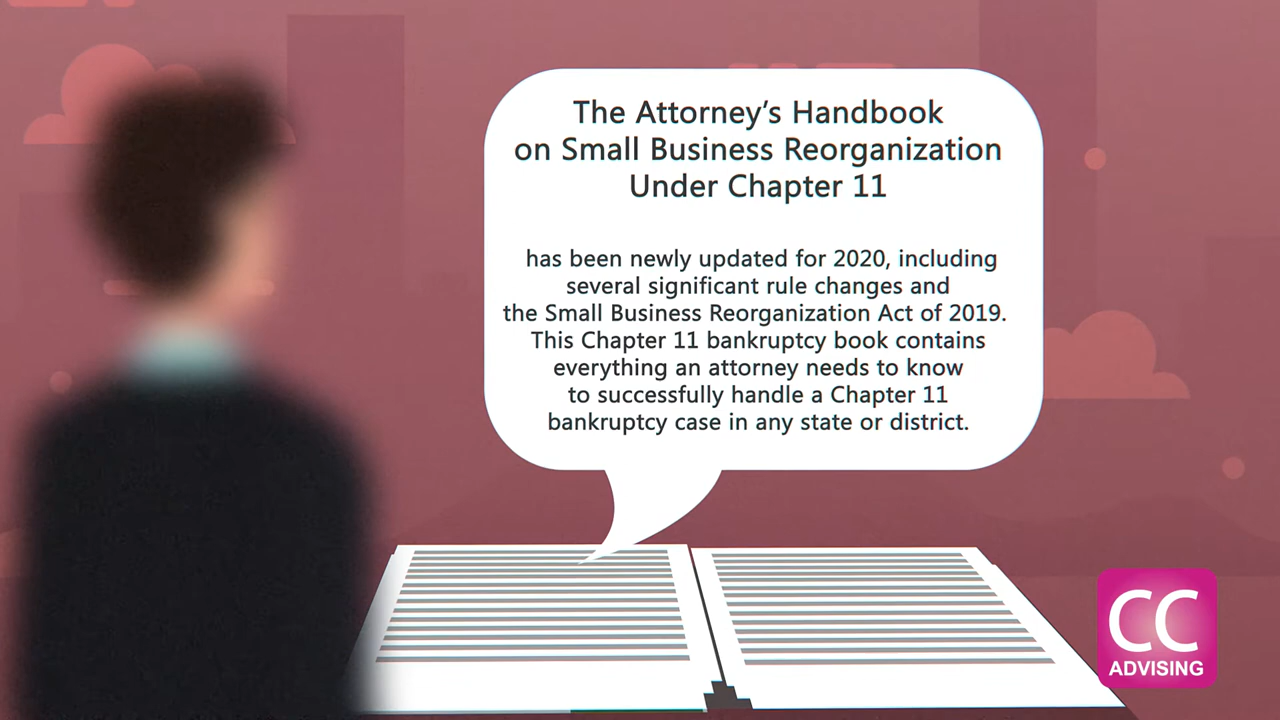 The Attorney’s Handbook
on Small Business Reorganization
Under Chapter 11
has been newly updated for 2020, including
several significant rule changes and
the Small Business Reorganization Act of 2019.
This Chapter 11 bankruptcy book contains
everything an attorney needs to know
to successfully handle a Chapter 11
bankruptcy case in any state or district.
CC
ADVISING